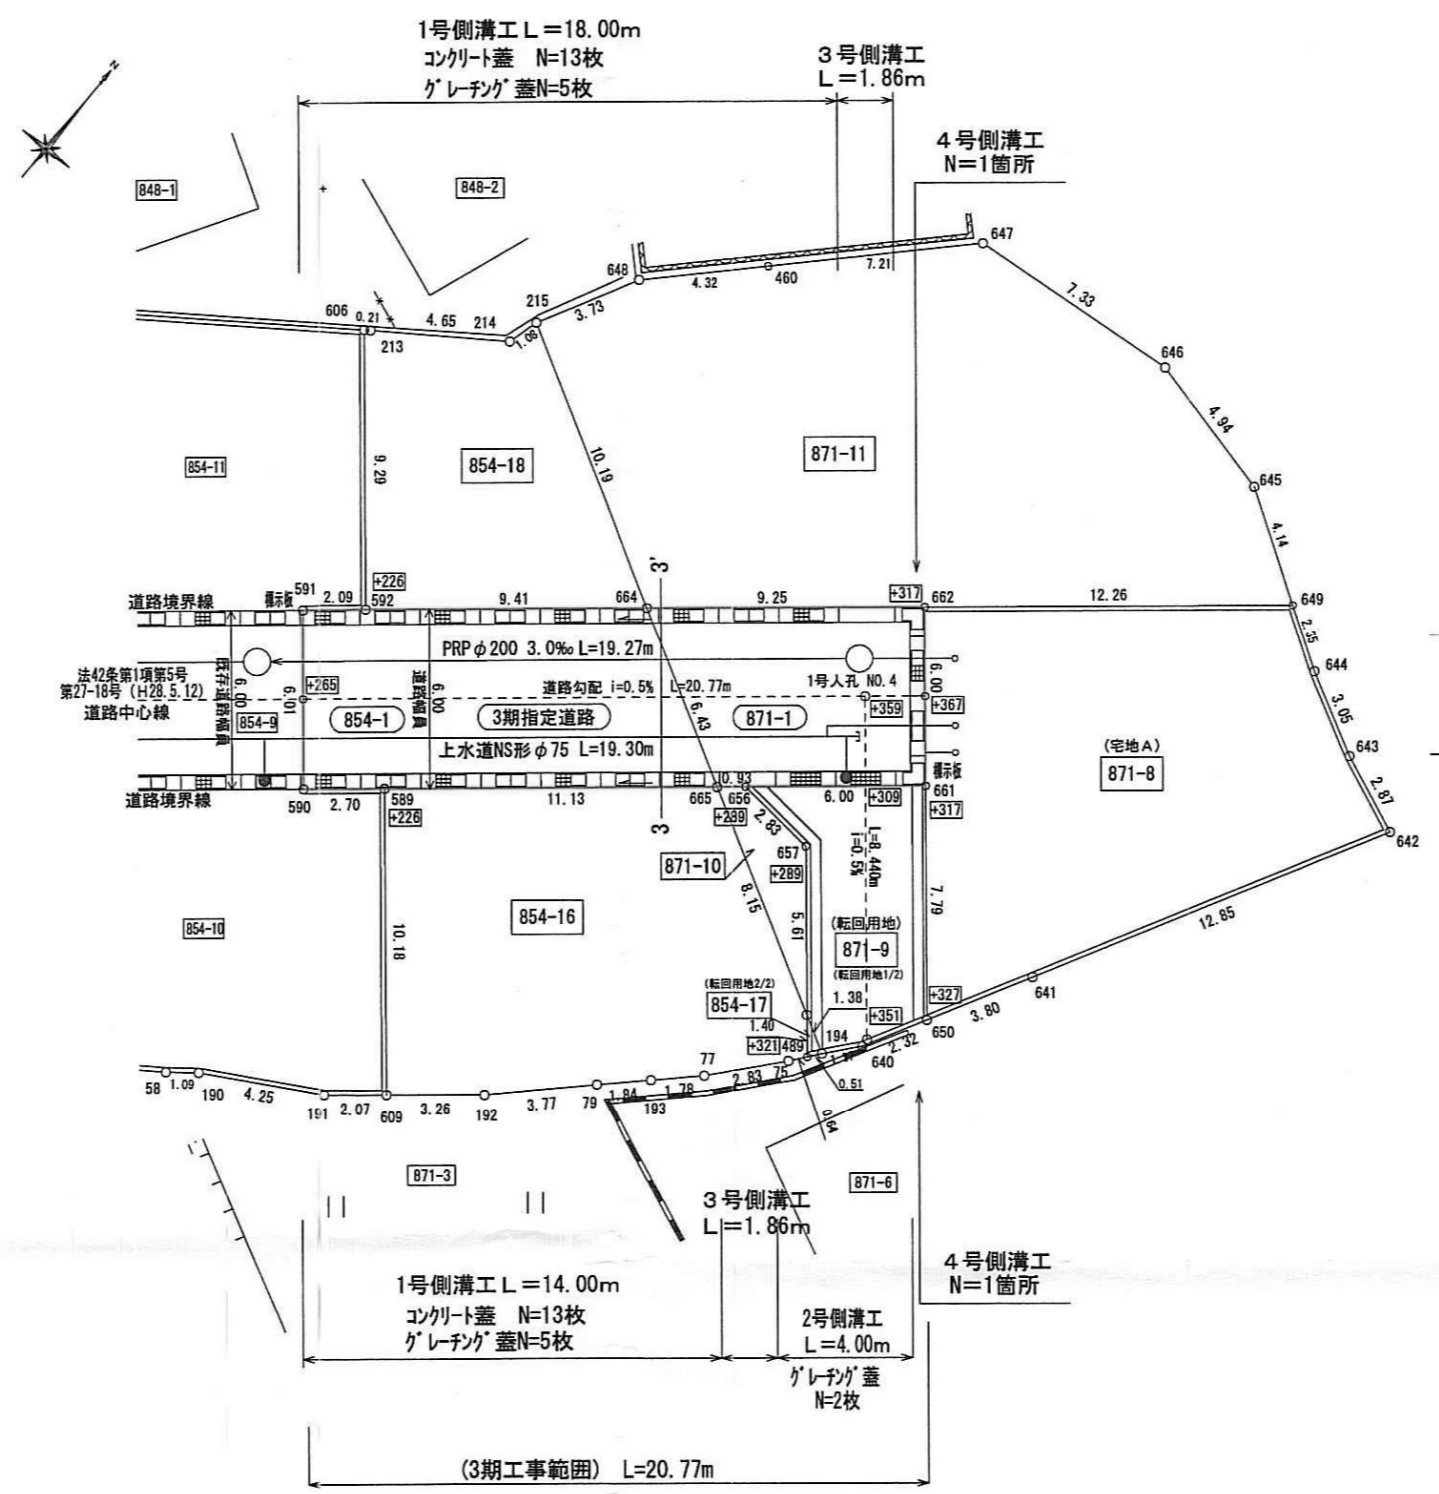 1号側溝工L=18.00m
コンクリート蓋 N=13枚
グレーチング蓋N=5枚
3号側溝工
L=1.86m
4号側溝工
N=1箇所
N
848-1
848-2
647
648
460
7.21
4.32
7.33
215
3.73
606
0.21
4.65
214
213
1.08
646
4.94
645
854-11
9.29
854-18
10.19
871-11
4.14
道路境界線
標示板
591
2.09
+226
592
9.41
664
3'
9.25
+317
662
12.26
649
2.35
644
PRPφ200 3.0‰ L=19.27m
法42条第1項第5号
第27-18号(H28.5.12)
道路中心線
既存道路幅員
6.00
6.01
+265
道路幅員
6.00
道路勾配 i=0.5% L=20.77m
1号人孔 NO.4
6.00
+359
+367
854-9
854-1
3期指定道路
6.43
871-1
3.05
上水道NS形φ75 L=19.30m
643
(宅地A)
871-8
2.87
642
道路境界線
590
2.70
589
+226
11.13
3
665
0.93
656
+289
6.00
+309
標示板
661
+317
2.83
657
+289
871-10
8.15
L=8.440m
i=0.5%
7.79
12.85
854-10
10.18
854-16
5.61
(転回用地)
871-9
(転回用地1/2)
(転回用地2/2)
854-17
1.38
1.40
+321
489
194
+351
+327
650
641
3.80
2.32
640
0.51
0.64
58
1.09
190
4.25
191
2.07
609
3.26
192
3.77
79
1.84
193
1.78
77
2.83
75
871-3
871-6
3号側溝工
L=1.86m
4号側溝工
N=1箇所
1号側溝工L=14.00m
コンクリート蓋 N=13枚
グレーチング蓋N=5枚
2号側溝工
L=4.00m
グレーチング蓋
N=2枚
(3期工事範囲) L=20.77m